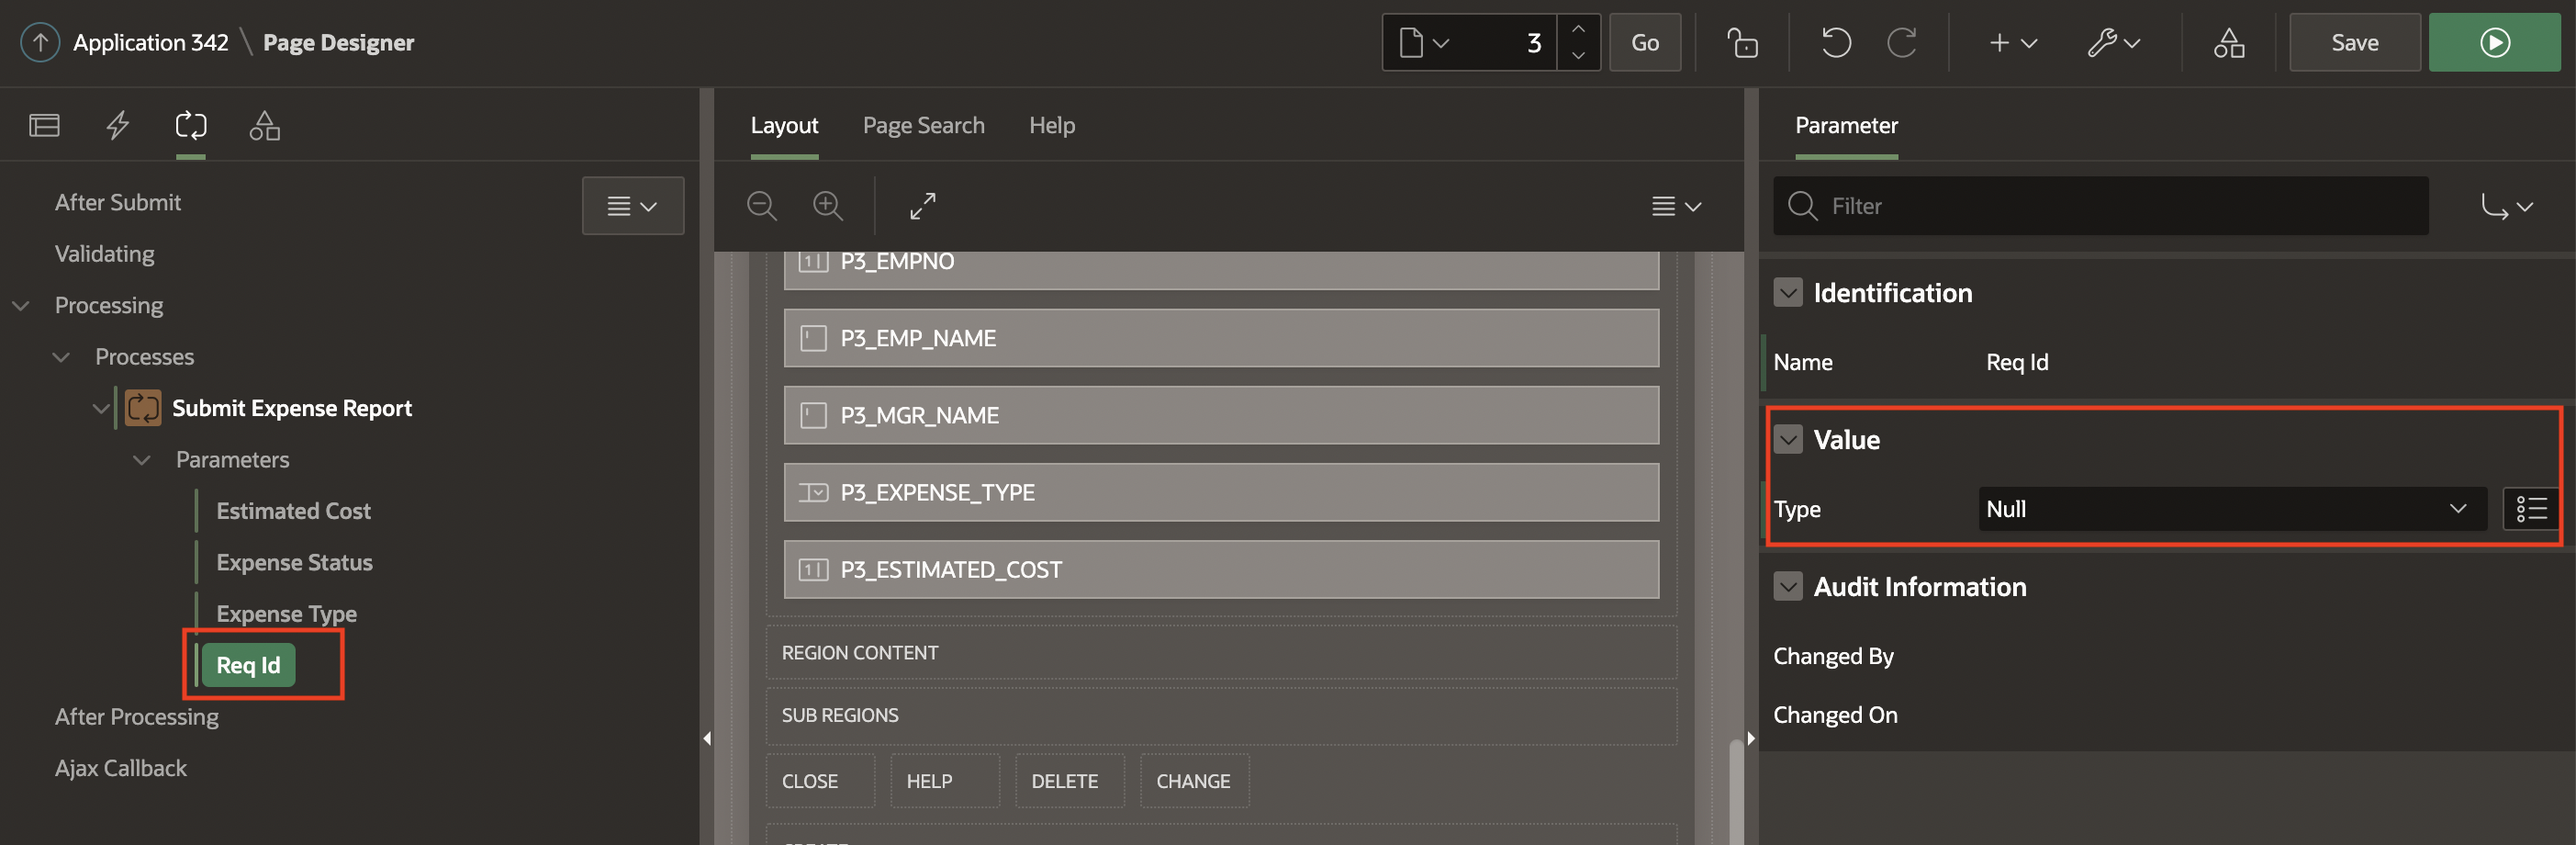 Application 342 \ Page Designer
3
Go
Save
Layout
Page Search
Help
Parameter
After Submit
Validating
Processing
Processes
Submit Expense Report
Parameters
Estimated Cost
Expense Status
Expense Type
Req Id
After Processing
Ajax Callback
P3_EMPNO
P3_EMP_NAME
P3_MGR_NAME
P3_EXPENSE_TYPE
P3_ESTIMATED_COST
REGION CONTENT
SUB REGIONS
CLOSE
HELP
DELETE
CHANGE
Filter
Identification
Name
Req Id
Value
Type
Null
Audit Information
Changed By
Changed On